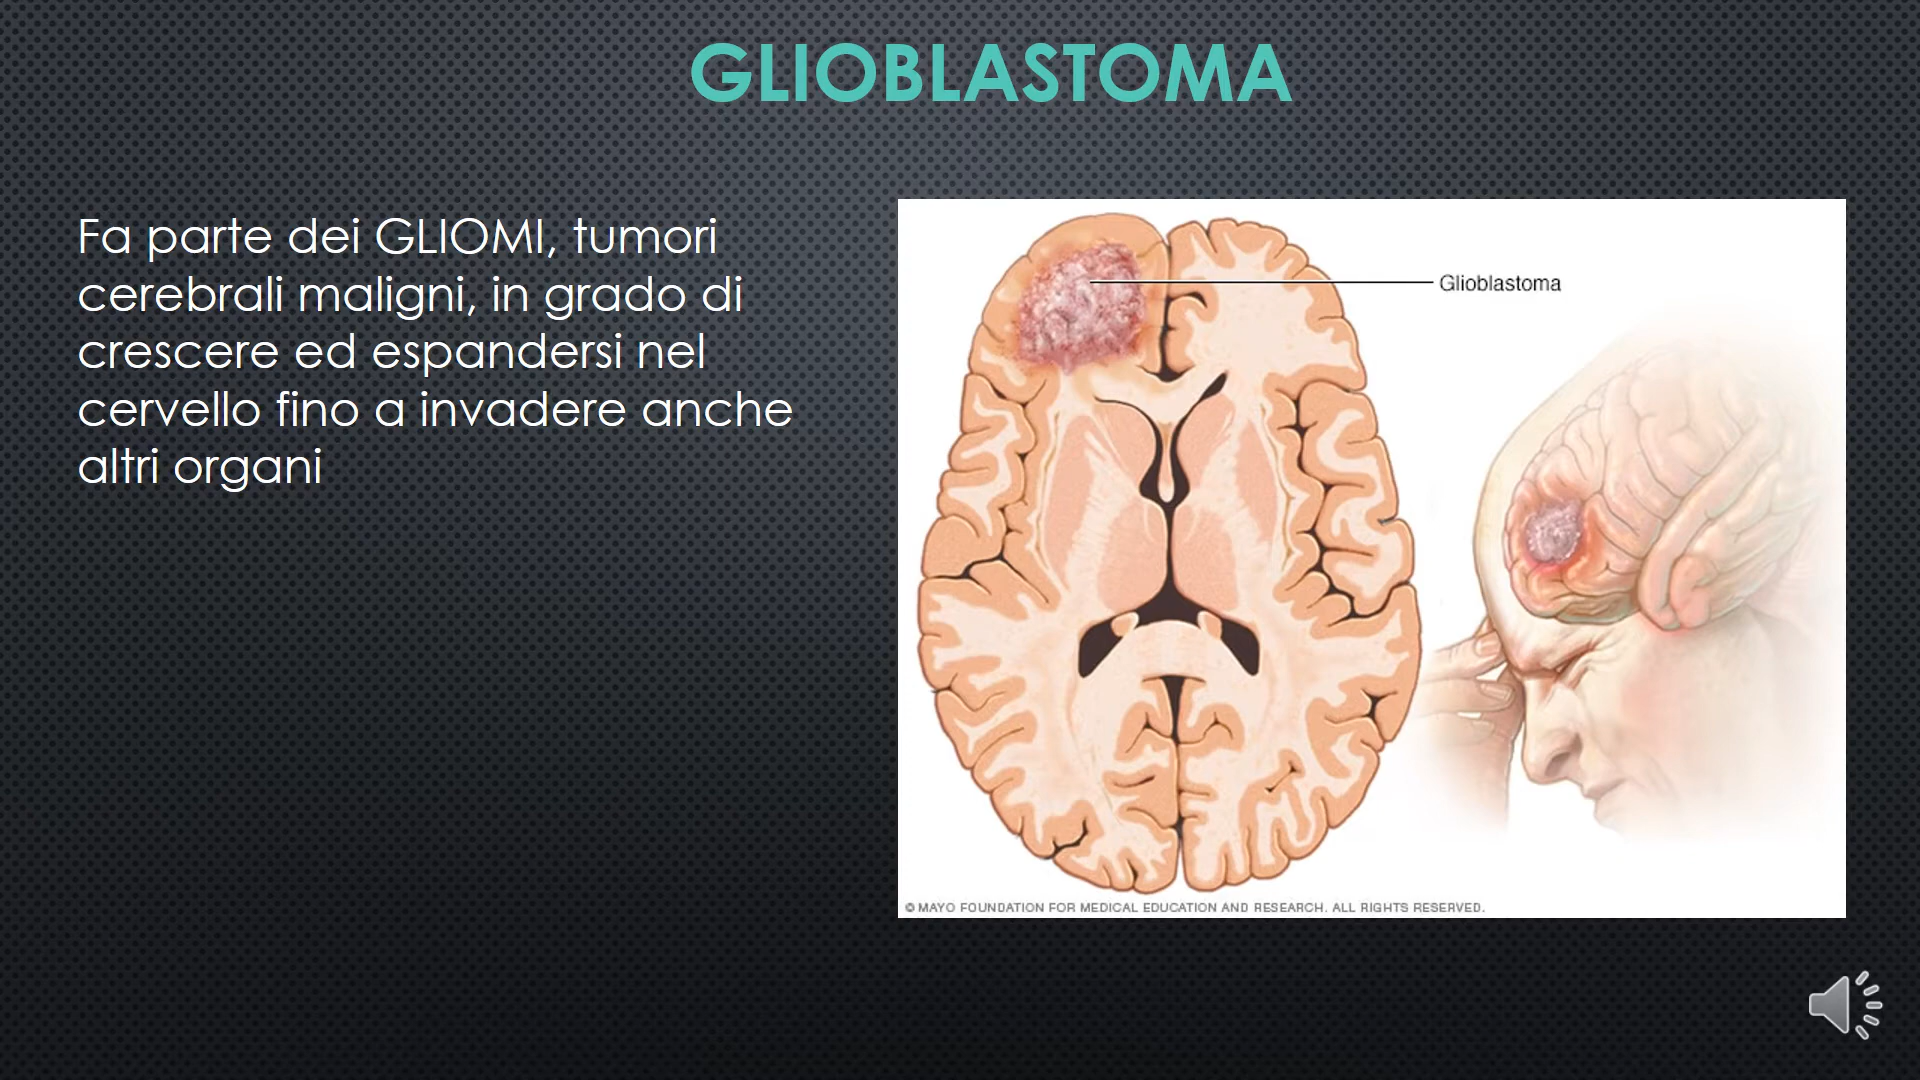 GLIOBLASTOMA
Fa parte dei GLIOMI, tumori
cerebrali maligni, in grado di
crescere ed espandersi nel
cervello fino a invadere anche
altri organi
Glioblastoma
© MAYO FOUNDATION FOR MEDICAL EDUCATION AND RESEARCH. ALL RIGHTS RESERVED.